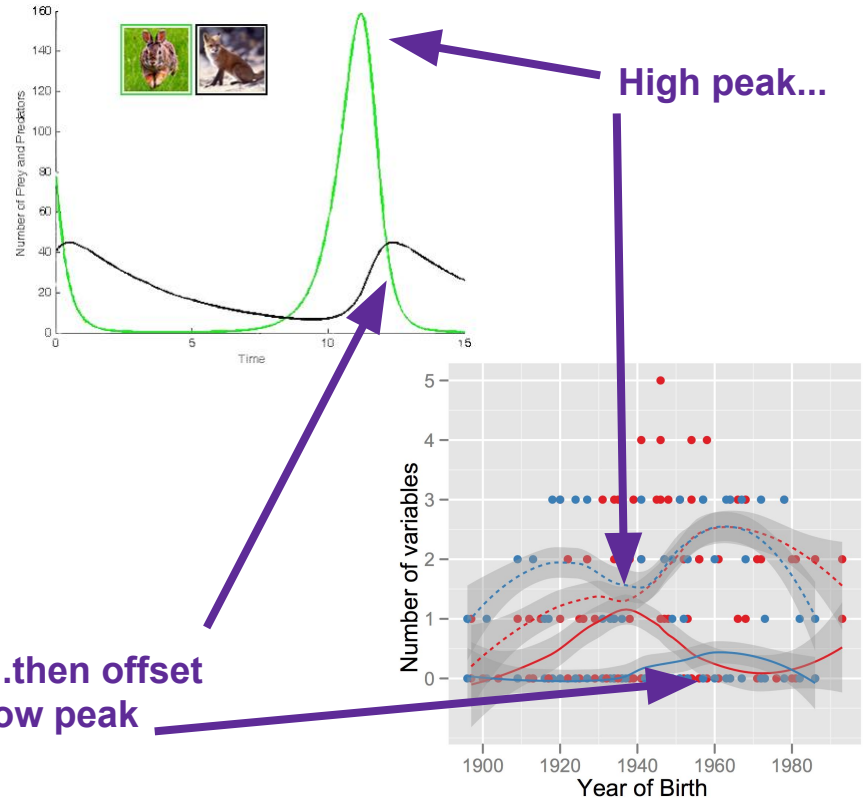 160
140
120
100
80
60
40
20
0
Number of Prey and Predators
0 5 10 15
Time
High peak...
5
4
3
2
1
0
Number of variables
1900 1920 1940 1960 1980
Year of Birth
..then offset
ow peak